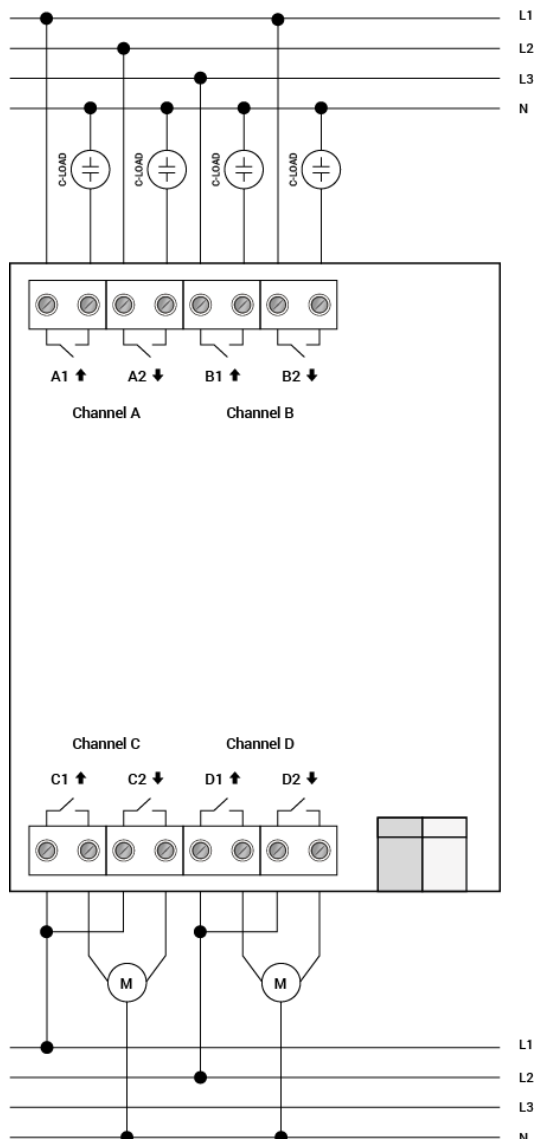 L1
L2
L3
N
C-LOAD C-LOAD C-LOAD C-LOAD
A1 ⬆ A2 ⬇ B1 ⬆ B2 ⬇
Channel A Channel B
Channel C Channel D
C1 ⬆ C2 ⬇ D1 ⬆ D2 ⬇
M M
L1
L2
L3
N